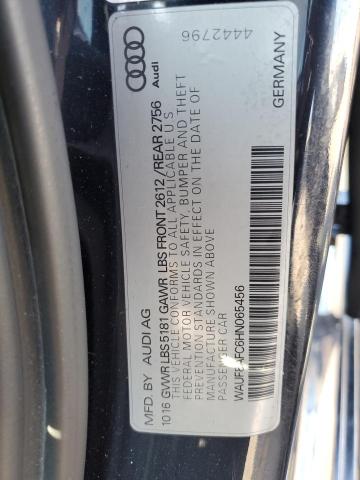 Audi
4442796
MFD. BY AUDI AG
10 16 GVWR LBS 5181 GAWR LBS FRONT 2612 / REAR 2756
THIS VEHICLE CONFORMS TO ALL APPLICABLE U S
FEDERAL MOTOR VEHICLE SAFETY, BUMPER AND THEFT
PREVENTION STANDARDS IN EFFECT ON THE DATE OF
MANUFACTURE SHOWN ABOVE
PASSENGER CAR
GERMANY